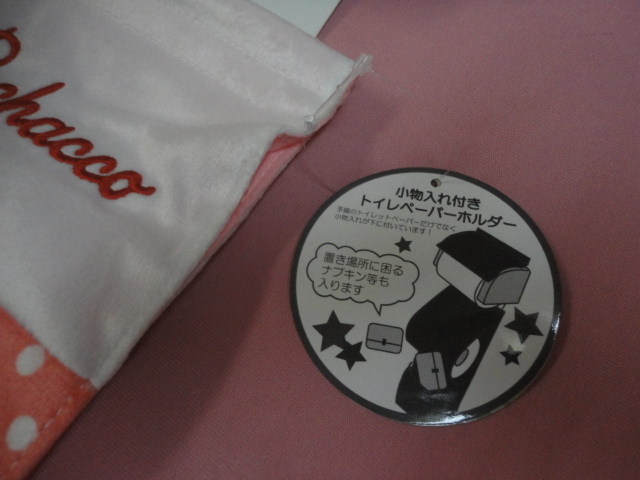 Pochacco
小物入れ付き
トイレペーパーホルダー
予備のトイレットペーパーだけでなく
小物入れが下に付いています!
置き場所に困る
ナプキン等も
入ります